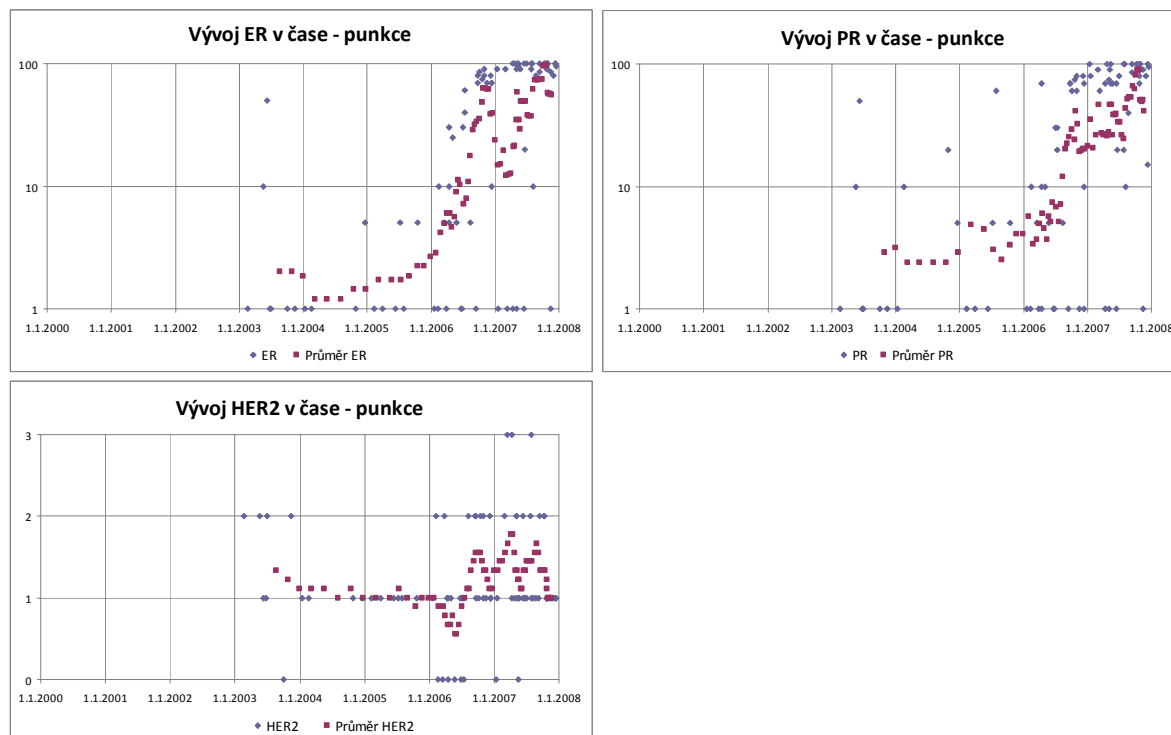 Vývoj ER v čase - punkce
100
10
1
1.1.2000 1.1.2001 1.1.2002 1.1.2003 1.1.2004 1.1.2005 1.1.2006 1.1.2007 1.1.2008
ER Průměr ER
Vývoj PR v čase - punkce
100
10
1
1.1.2000 1.1.2001 1.1.2002 1.1.2003 1.1.2004 1.1.2005 1.1.2006 1.1.2007 1.1.2008
PR Průměr PR
Vývoj HER2 v čase - punkce
3
2
1
0
1.1.2000 1.1.2001 1.1.2002 1.1.2003 1.1.2004 1.1.2005 1.1.2006 1.1.2007 1.1.2008
HER2 Průměr HER2